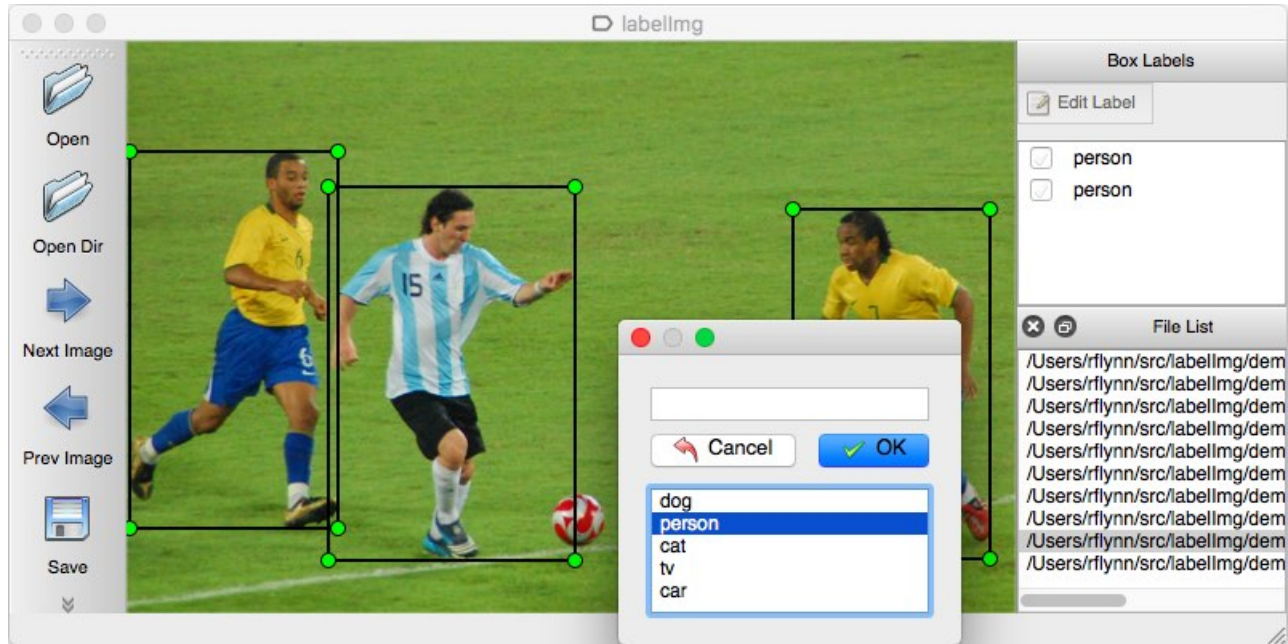 labelImg
Open
Open Dir
Next Image
Prev Image
Save
6
6
15
7
Box Labels
Edit Label
person
person
File List
/Users/rflynn/src/labelImg/dem
/Users/rflynn/src/labelImg/dem
/Users/rflynn/src/labelImg/dem
/Users/rflynn/src/labelImg/dem
/Users/rflynn/src/labelImg/dem
/Users/rflynn/src/labelImg/dem
/Users/rflynn/src/labelImg/dem
/Users/rflynn/src/labelImg/dem
/Users/rflynn/src/labelImg/dem
/Users/rflynn/src/labelImg/dem
Cancel
OK
dog
person
cat
tv
car